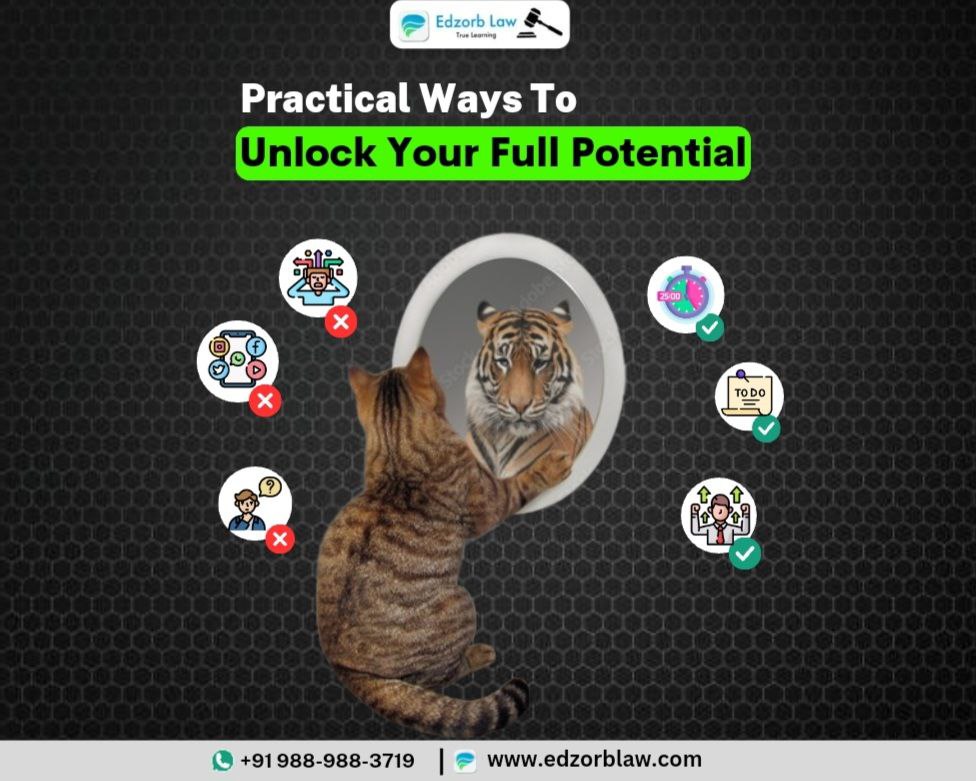 Edzorb Law
True Learning
Practical Ways To
Unlock Your Full Potential
25:00
TO DO
?
+91 988-988-3719 | www.edzorblaw.com